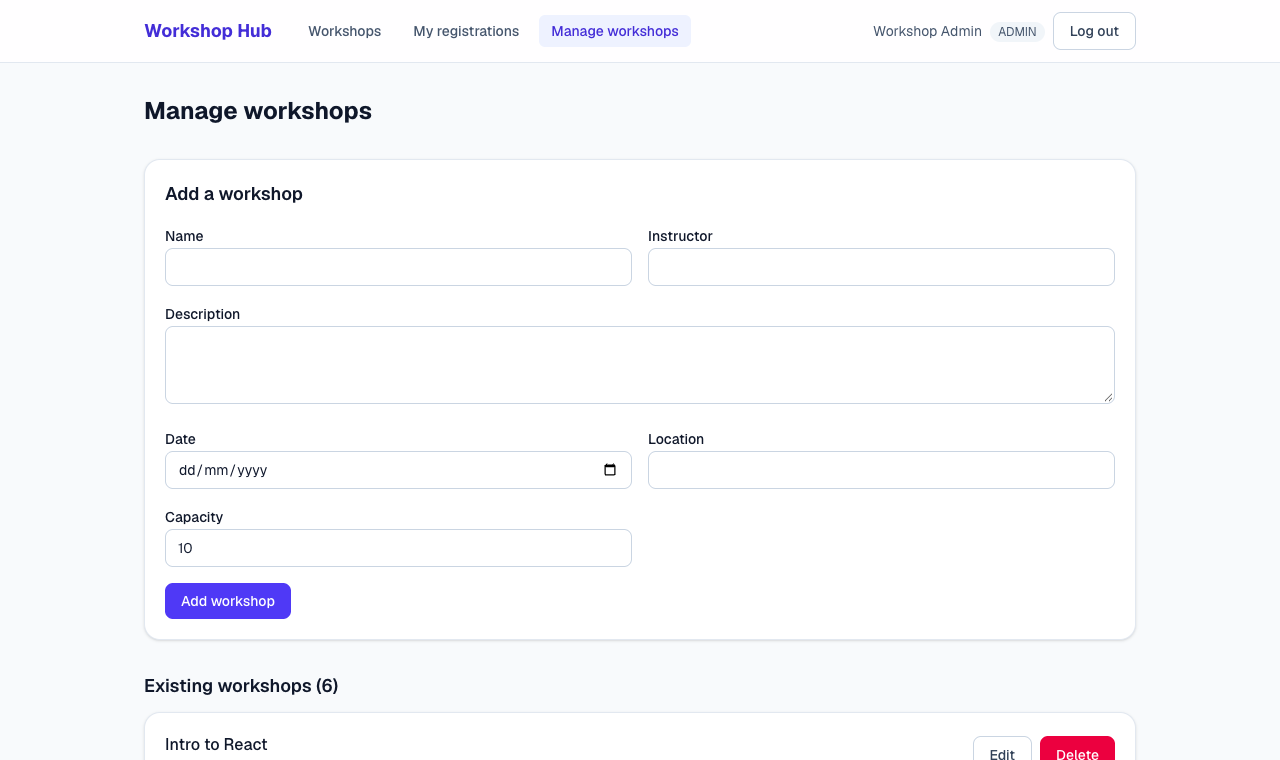 Workshop Hub Workshops My registrations Manage workshops Workshop Admin ADMIN Log out
Manage workshops
Add a workshop
Name Instructor
Description
Date Location
dd/mm/yyyy
Capacity
10
Add workshop
Existing workshops (6)
Intro to React
Edit Delete